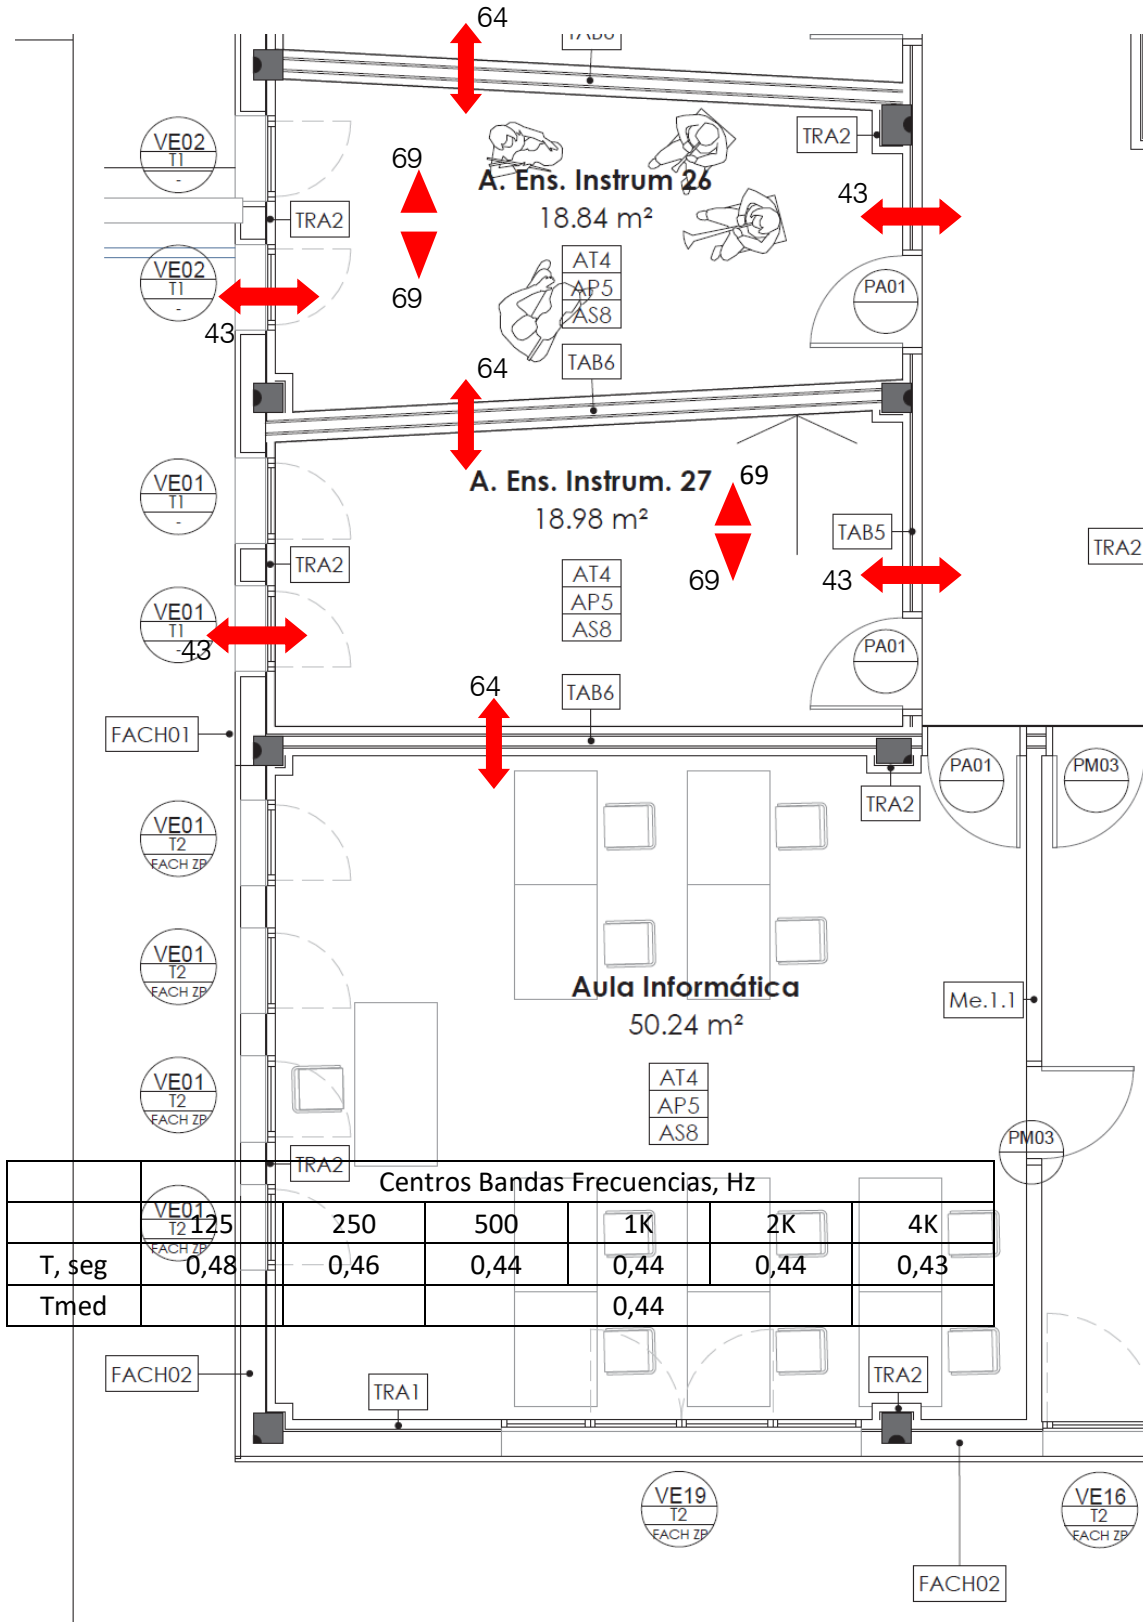 64
TAB6
VE02
T1
-
TRA2
69
A. Ens. Instrum 26
18.84 m²
43
TRA2
AT4
AP5
AS8
PA01
VE02
T1
-
69
43
64
TAB6
VE01
T1
-
A. Ens. Instrum. 27
18.98 m²
69
TAB5
TRA2
TRA2
AT4
AP5
AS8
69
43
VE01
T1
-
43
PA01
64
TAB6
FACH01
PA01
PM03
TRA2
VE01
T2
FACH ZP
VE01
T2
FACH ZP
Aula Informática
50.24 m²
Me.1.1
AT4
AP5
AS8
VE01
T2
FACH ZP
PM03
TRA2
VE01
T2
FACH ZP
Centros Bandas Frecuencias, Hz
125 250 500 1K 2K 4K
T, seg 0,48 0,46 0,44 0,44 0,44 0,43
Tmed 0,44
FACH02
TRA1
TRA2
VE19
T2
FACH ZP
VE16
T2
FACH ZP
FACH02